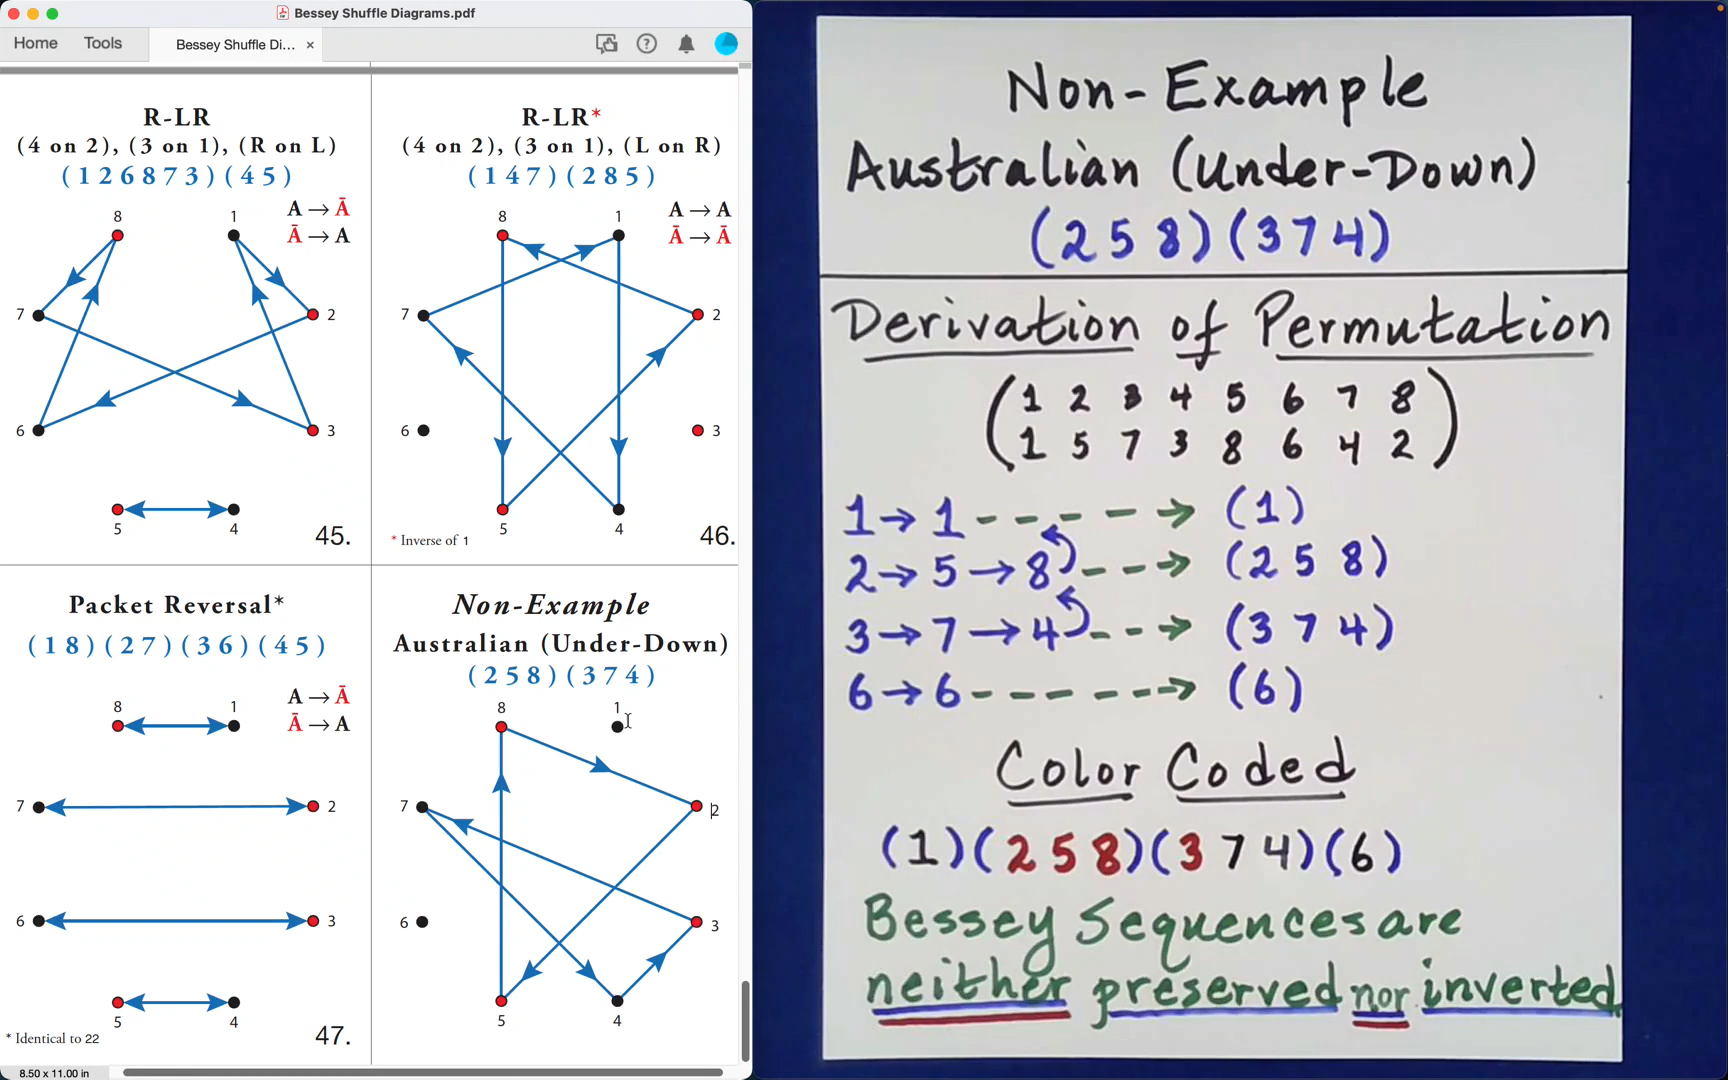 Bessey Shuffle Diagrams.pdf
Home Tools Bessey Shuffle Di... ×
R-LR
(4 on 2), (3 on 1), (R on L)
(1 2 6 8 7 3) (4 5)
A → Ā
Ā → A
8 1
7 2
6 3
5 4
45.
R-LR*
(4 on 2), (3 on 1), (L on R)
(1 4 7) (2 8 5)
A → A
Ā → Ā
8 1
7 2
6 3
5 4
* Inverse of 1
46.
Packet Reversal*
(1 8) (2 7) (3 6) (4 5)
A → Ā
Ā → A
8 1
7 2
6 3
5 4
* Identical to 22
47.
Non-Example
Australian (Under-Down)
(2 5 8) (3 7 4)
8 1
7 2
6 3
5 4
8.50 x 11.00 in
Non-Example
Australian (Under-Down)
(2 5 8)(3 7 4)
Derivation of Permutation
(1 2 3 4 5 6 7 8
1 5 7 3 8 6 4 2)
1→1-----→ (1)
2→5→8---→ (2 5 8)
3→7→4---→ (3 7 4)
6→6------→ (6)
Color Coded
(1)(2 5 8)(3 7 4)(6)
Bessey Sequences are
neither preserved nor inverted.